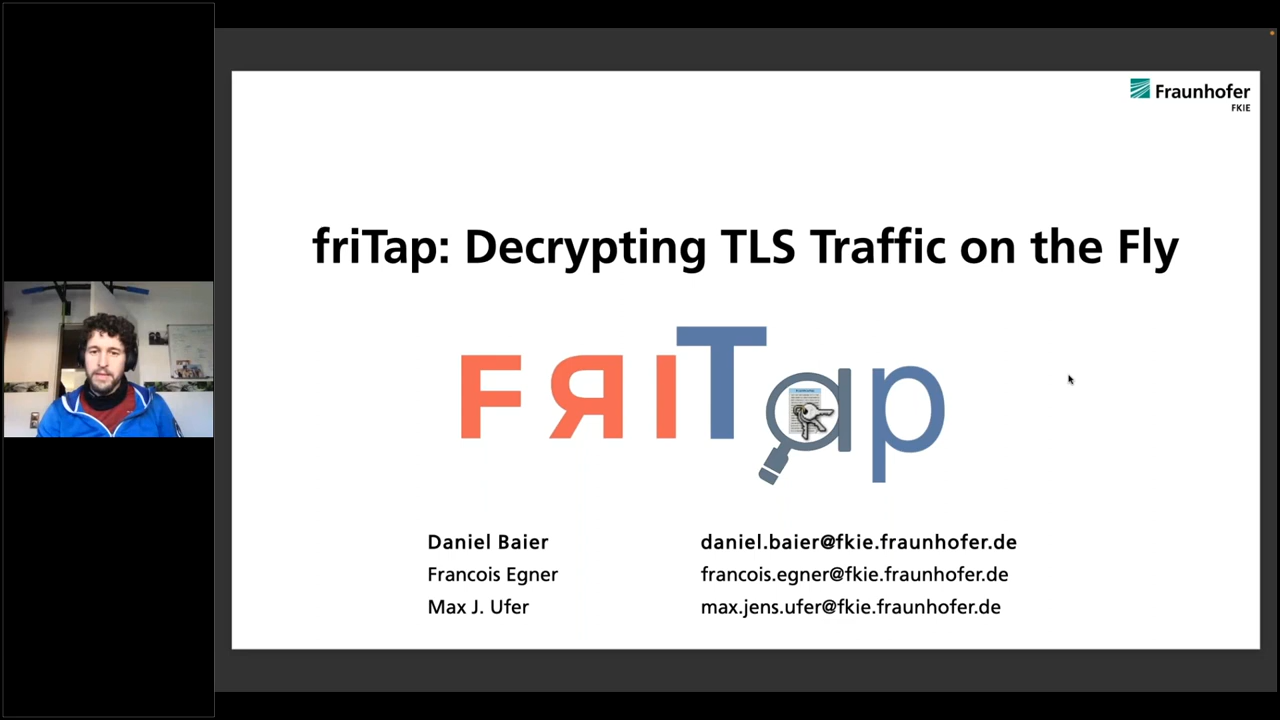 Fraunhofer
FKIE
friTap: Decrypting TLS Traffic on the Fly
FЯITap
Daniel Baier daniel.baier@fkie.fraunhofer.de
Francois Egner francois.egner@fkie.fraunhofer.de
Max J. Ufer max.jens.ufer@fkie.fraunhofer.de